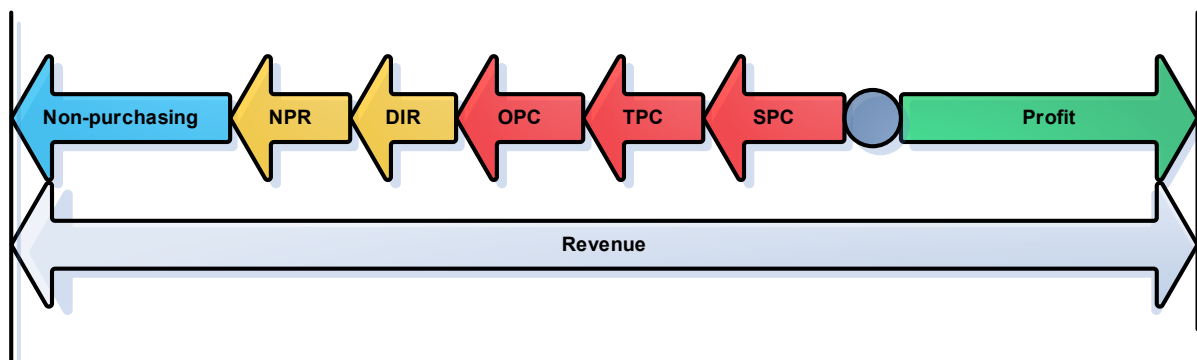 Non-purchasing
NPR
DIR
OPC
TPC
SPC
Profit
Revenue